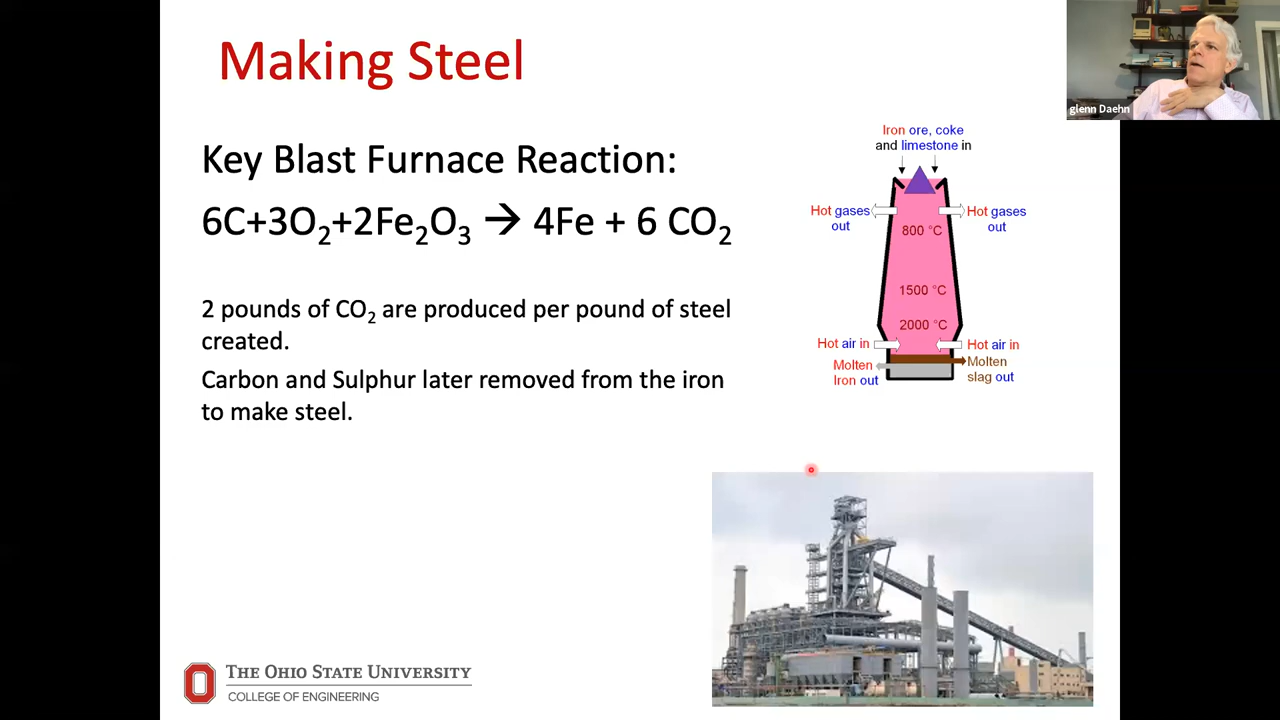 Making Steel
glenn Daehn
Key Blast Furnace Reaction:
6C+3O₂+2Fe₂O₃ → 4Fe + 6 CO₂
2 pounds of CO₂ are produced per pound of steel
created.
Carbon and Sulphur later removed from the iron
to make steel.
Iron ore, coke
and limestone in
Hot gases
out
Hot gases
out
800 °C
1500 °C
2000 °C
Hot air in
Hot air in
Molten
Iron out
Molten
slag out
THE OHIO STATE UNIVERSITY
COLLEGE OF ENGINEERING